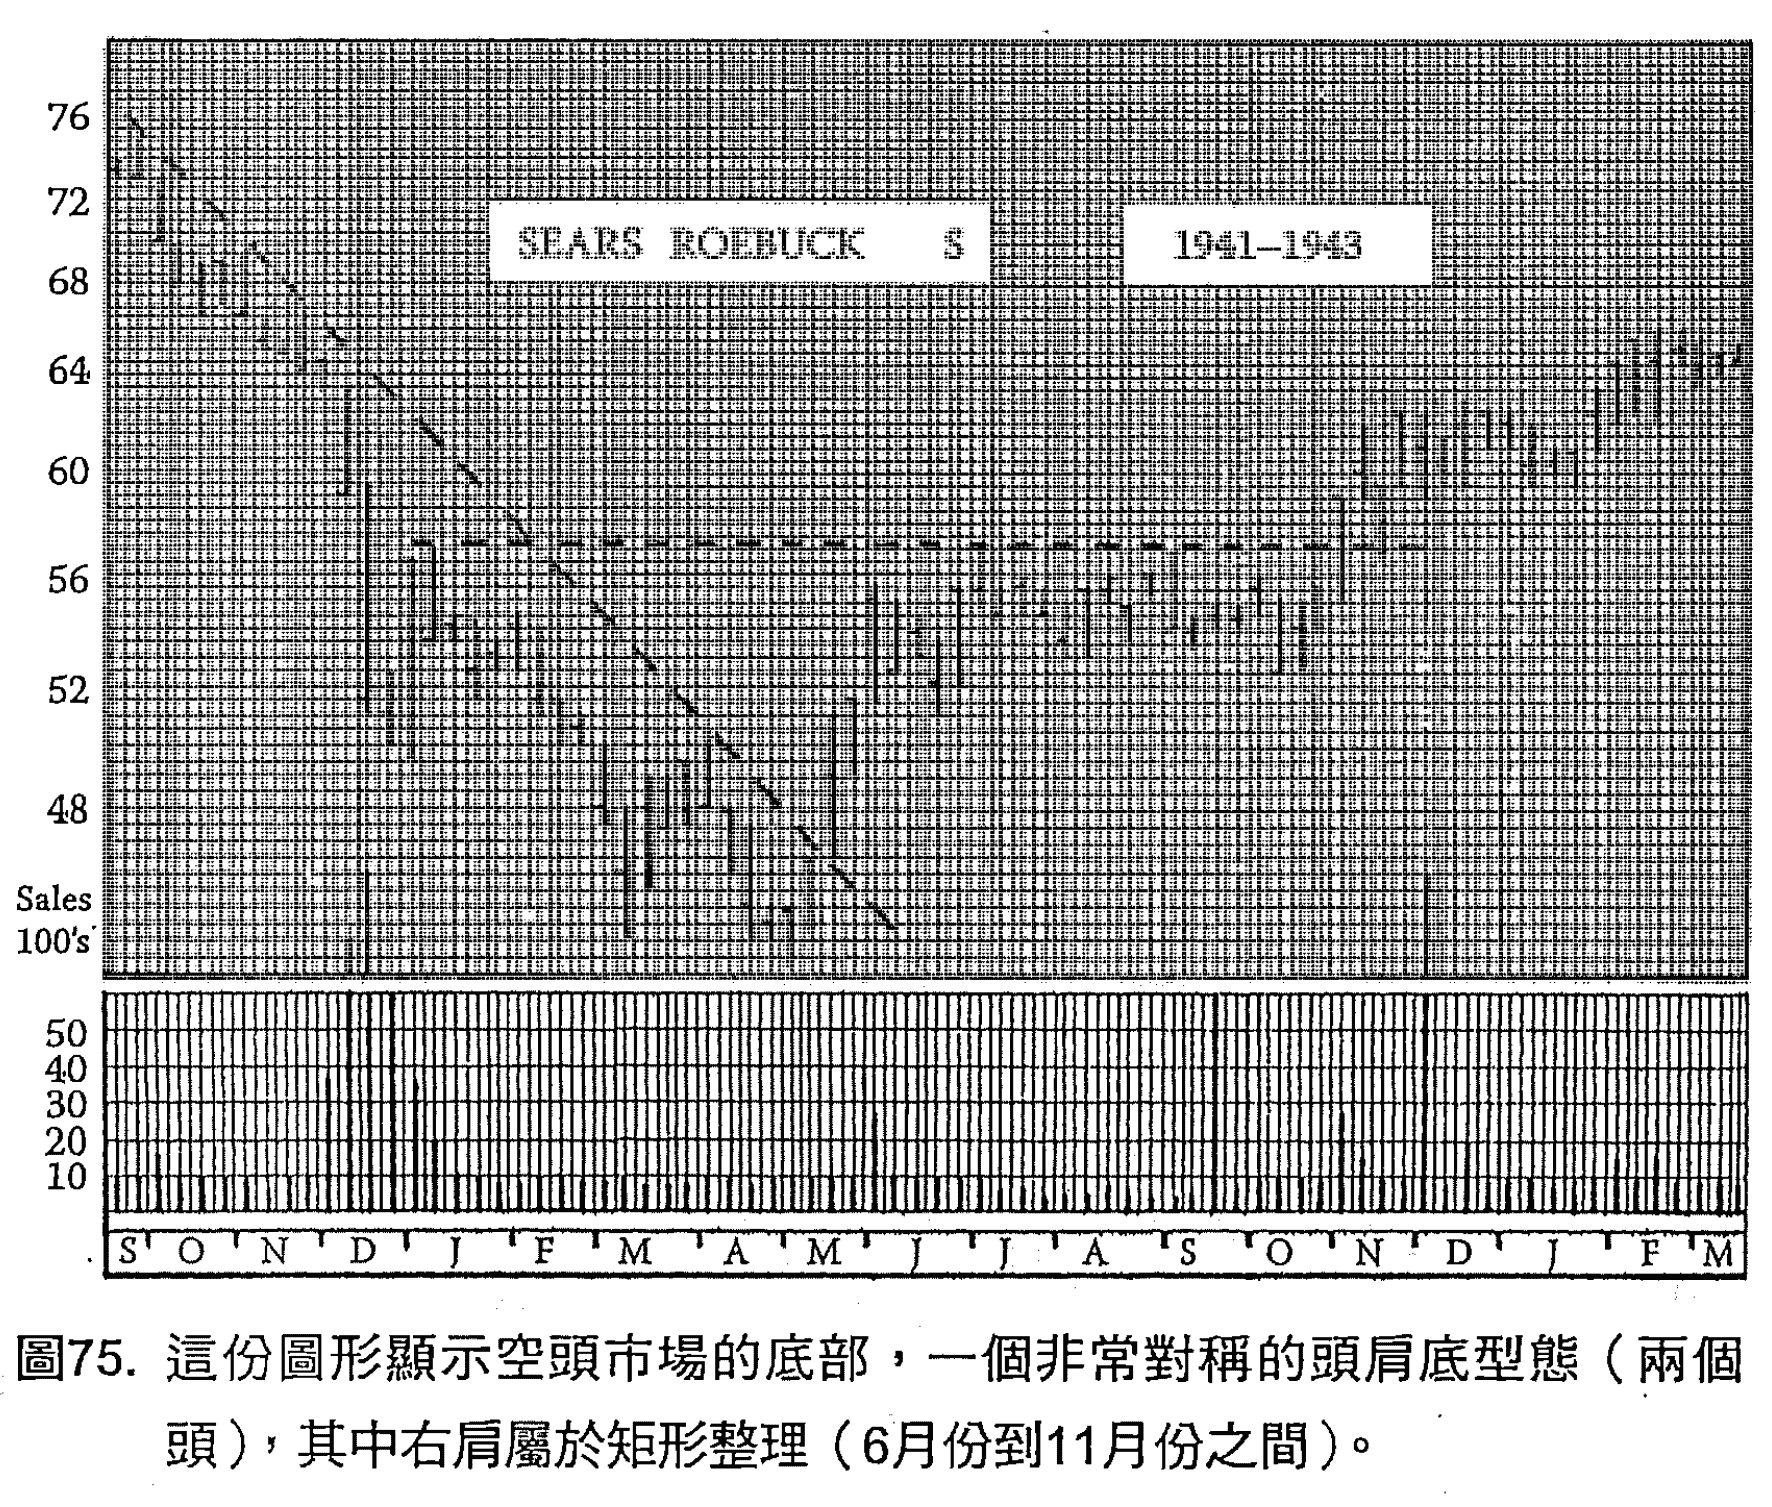 76
72
SEARS ROEBUCK S 1941–1943
68
64
60
56
52
48
Sales
100's
50
40
30
20
10
S O N D J F M A M J J A S O N D J F M
圖75. 這份圖形顯示空頭市場的底部，一個非常對稱的頭肩底型態（兩個
頭），其中右肩屬於矩形整理（6月份到11月份之間）。